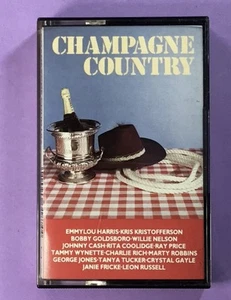 CHAMPAGNE
COUNTRY
EMMYLOU HARRIS·KRIS KRISTOFFERSON
BOBBY GOLDSBORO·WILLIE NELSON
JOHNNY CASH·RITA COOLIDGE·RAY PRICE
TAMMY WYNETTE·CHARLIE RICH·MARTY ROBBINS
GEORGE JONES·TANYA TUCKER·CRYSTAL GAYLE
JANIE FRICKE·LEON RUSSELL